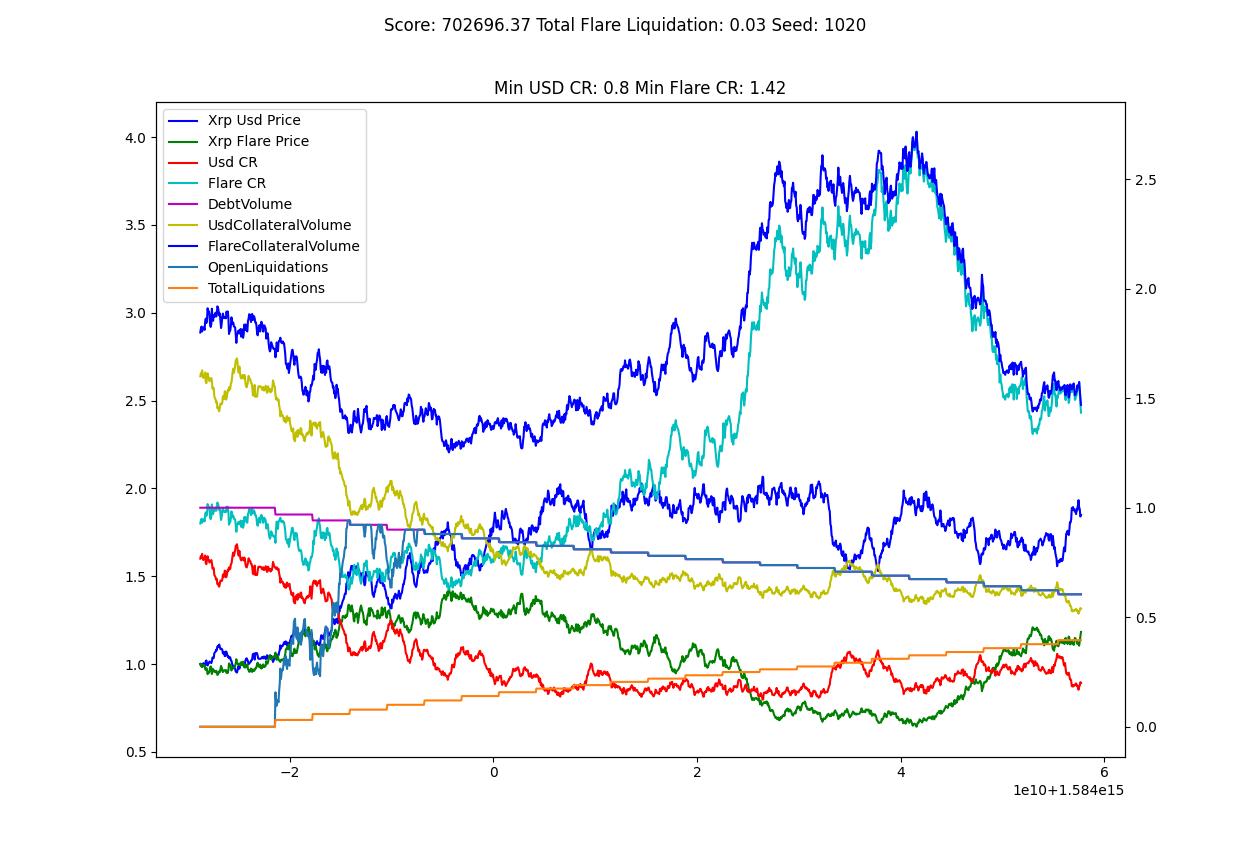 Score: 702696.37 Total Flare Liquidation: 0.03 Seed: 1020
Min USD CR: 0.8 Min Flare CR: 1.42
Xrp Usd Price
Xrp Flare Price
Usd CR
Flare CR
DebtVolume
UsdCollateralVolume
FlareCollateralVolume
OpenLiquidations
TotalLiquidations
4.0
3.5
3.0
2.5
2.0
1.5
1.0
0.5
2.5
2.0
1.5
1.0
0.5
0.0
−2 0 2 4 6
1e10+1.584e15